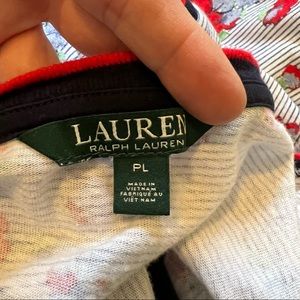 LAUREN
RALPH LAUREN
PL
MADE IN
VIETNAM
FABRIQUÉ AU
VIET NAM